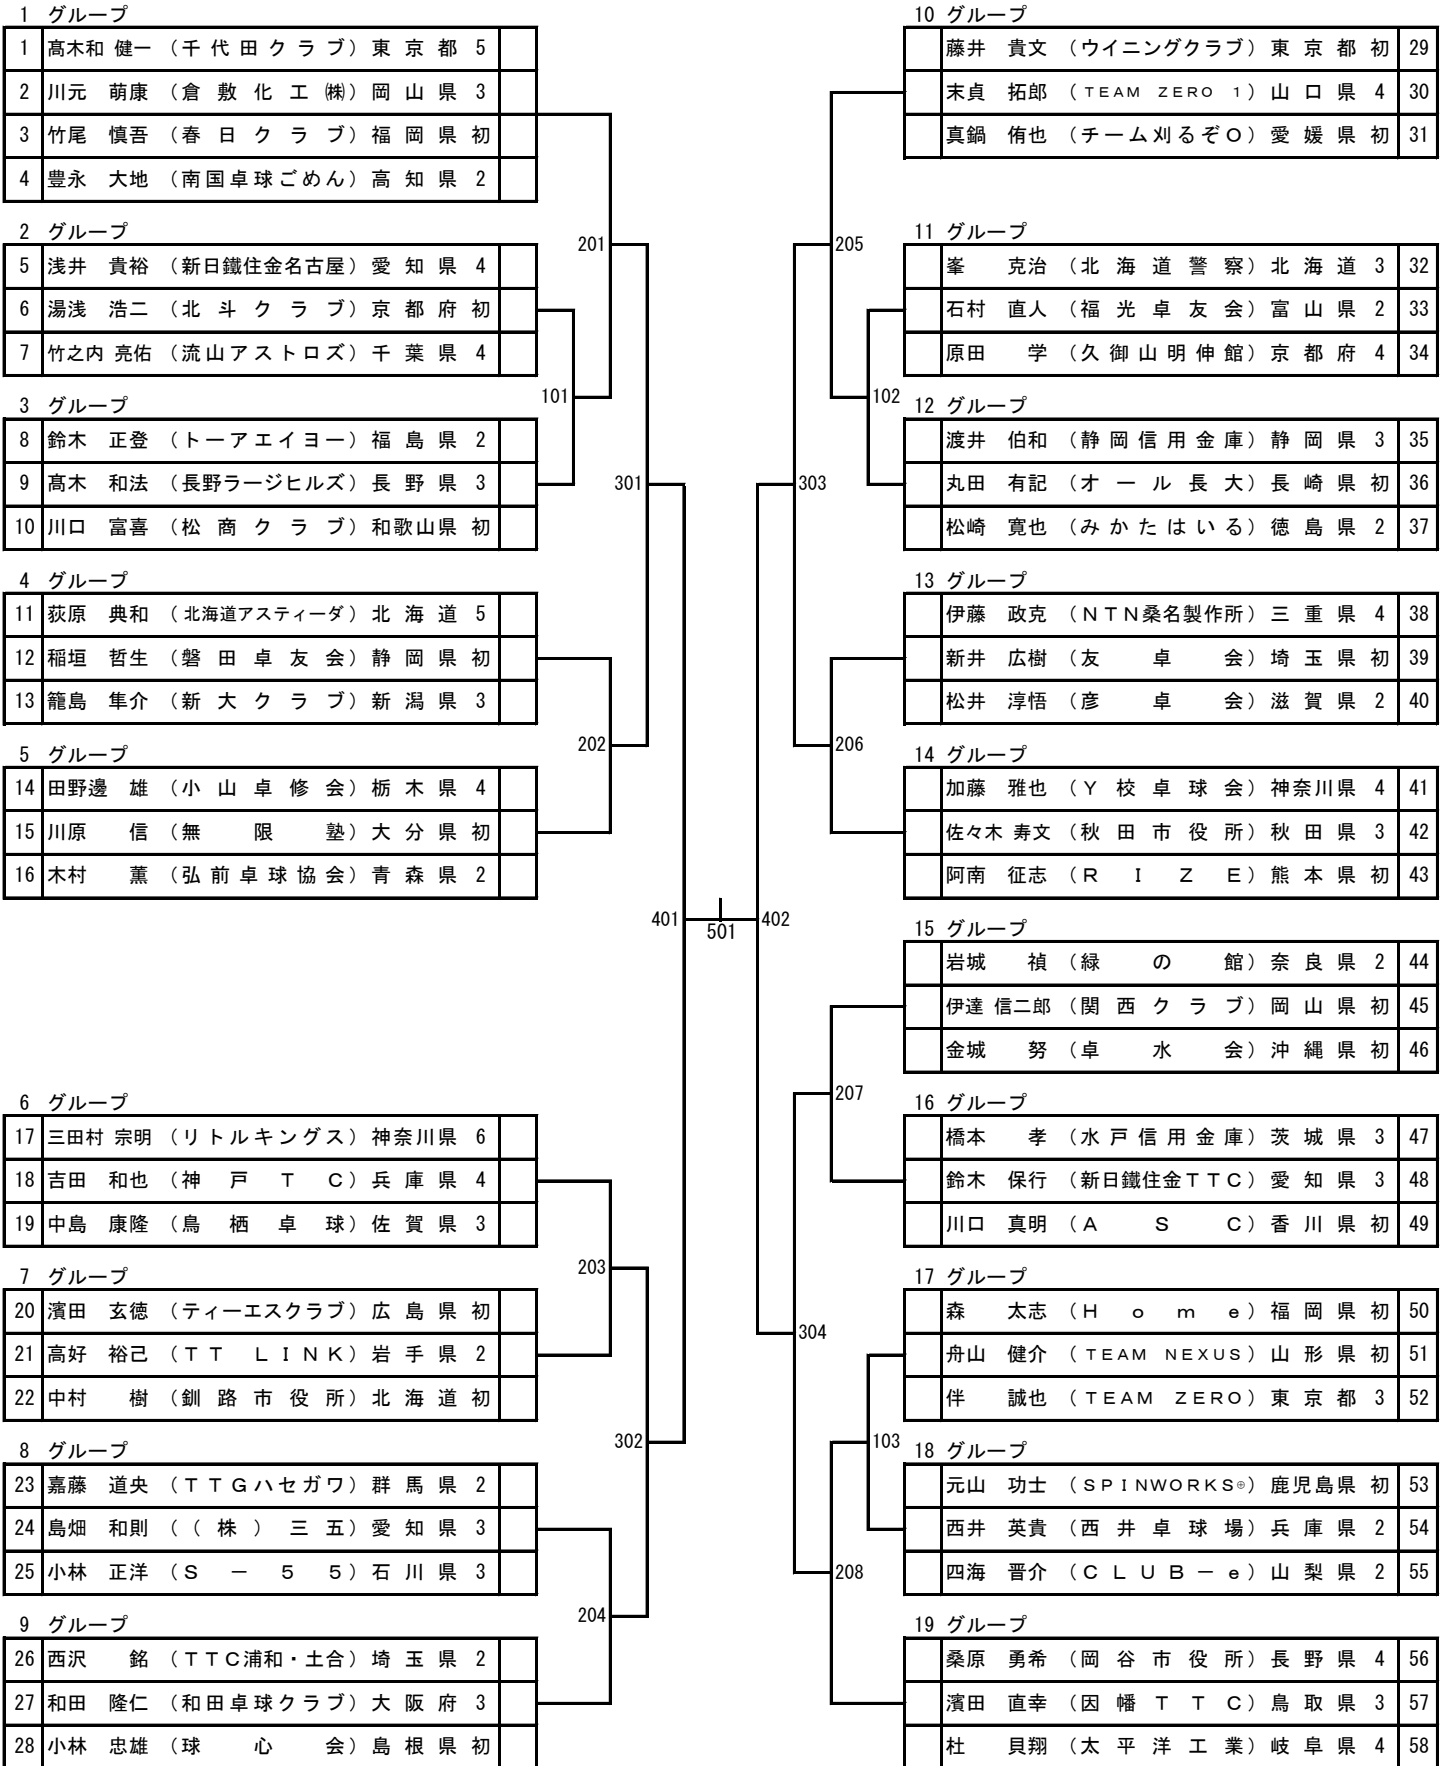 1 グループ
1 髙木和 健一 （千代田クラブ） 東京都 5
2 川元 萌康 （倉敷化工㈱） 岡山県 3
3 竹尾 慎吾 （春日クラブ） 福岡県 初
4 豊永 大地 （南国卓球ごめん） 高知県 2
2 グループ
5 浅井 貴裕 （新日鐵住金名古屋） 愛知県 4
6 湯浅 浩二 （北斗クラブ） 京都府 初
7 竹之内 亮佑 （流山アストロズ） 千葉県 4
3 グループ
8 鈴木 正登 （トーアエイヨー） 福島県 2
9 髙木 和法 （長野ラージヒルズ） 長野県 3
10 川口 富喜 （松商クラブ） 和歌山県 初
4 グループ
11 荻原 典和 （北海道アスティーダ） 北海道 5
12 稲垣 哲生 （磐田卓友会） 静岡県 初
13 籠島 隼介 （新大クラブ） 新潟県 3
5 グループ
14 田野邊 雄 （小山卓修会） 栃木県 4
15 川原 信 （無限塾） 大分県 初
16 木村 薫 （弘前卓球協会） 青森県 2
6 グループ
17 三田村 宗明 （リトルキングス） 神奈川県 6
18 吉田 和也 （神戸ＴＣ） 兵庫県 4
19 中島 康隆 （鳥栖卓球） 佐賀県 3
7 グループ
20 濱田 玄徳 （ティーエスクラブ） 広島県 初
21 高好 裕己 （ＴＴ ＬＩＮＫ） 岩手県 2
22 中村 樹 （釧路市役所） 北海道 初
8 グループ
23 嘉藤 道央 （ＴＴＧハセガワ） 群馬県 2
24 島畑 和則 （（株）三五） 愛知県 3
25 小林 正洋 （Ｓ－５５） 石川県 3
9 グループ
26 西沢 銘 （ＴＴＣ浦和・土合） 埼玉県 2
27 和田 隆仁 （和田卓球クラブ） 大阪府 3
28 小林 忠雄 （球心会） 島根県 初
101
201
202
203
204
301
302
401
501
402
303
304
205
206
207
208
102
103
10 グループ
藤井 貴文 （ウイニングクラブ） 東京都 初 29
末貞 拓郎 （ＴＥＡＭ ＺＥＲＯ １） 山口県 4 30
真鍋 侑也 （チーム刈るぞＯ） 愛媛県 初 31
11 グループ
峯 克治 （北海道警察） 北海道 3 32
石村 直人 （福光卓友会） 富山県 2 33
原田 学 （久御山明伸館） 京都府 4 34
12 グループ
渡井 伯和 （静岡信用金庫） 静岡県 3 35
丸田 有記 （オール長大） 長崎県 初 36
松崎 寛也 （みかたはいる） 徳島県 2 37
13 グループ
伊藤 政克 （ＮＴＮ桑名製作所） 三重県 4 38
新井 広樹 （友卓会） 埼玉県 初 39
松井 淳悟 （彦卓会） 滋賀県 2 40
14 グループ
加藤 雅也 （Ｙ校卓球会） 神奈川県 4 41
佐々木 寿文 （秋田市役所） 秋田県 3 42
阿南 征志 （ＲＩＺＥ） 熊本県 初 43
15 グループ
岩城 禎 （緑の館） 奈良県 2 44
伊達 信二郎 （関西クラブ） 岡山県 初 45
金城 努 （卓水会） 沖縄県 初 46
16 グループ
橋本 孝 （水戸信用金庫） 茨城県 3 47
鈴木 保行 （新日鐵住金ＴＴＣ） 愛知県 3 48
川口 真明 （ＡＳＣ） 香川県 初 49
17 グループ
森 太志 （Ｈｏｍｅ） 福岡県 初 50
舟山 健介 （ＴＥＡＭ ＮＥＸＵＳ） 山形県 初 51
伴 誠也 （ＴＥＡＭ ＺＥＲＯ） 東京都 3 52
18 グループ
元山 功士 （ＳＰＩＮＷＯＲＫＳ⊕） 鹿児島県 初 53
西井 英貴 （西井卓球場） 兵庫県 2 54
四海 晋介 （ＣＬＵＢ－ｅ） 山梨県 2 55
19 グループ
桑原 勇希 （岡谷市役所） 長野県 4 56
濱田 直幸 （因幡ＴＴＣ） 鳥取県 3 57
杜 貝翔 （太平洋工業） 岐阜県 4 58